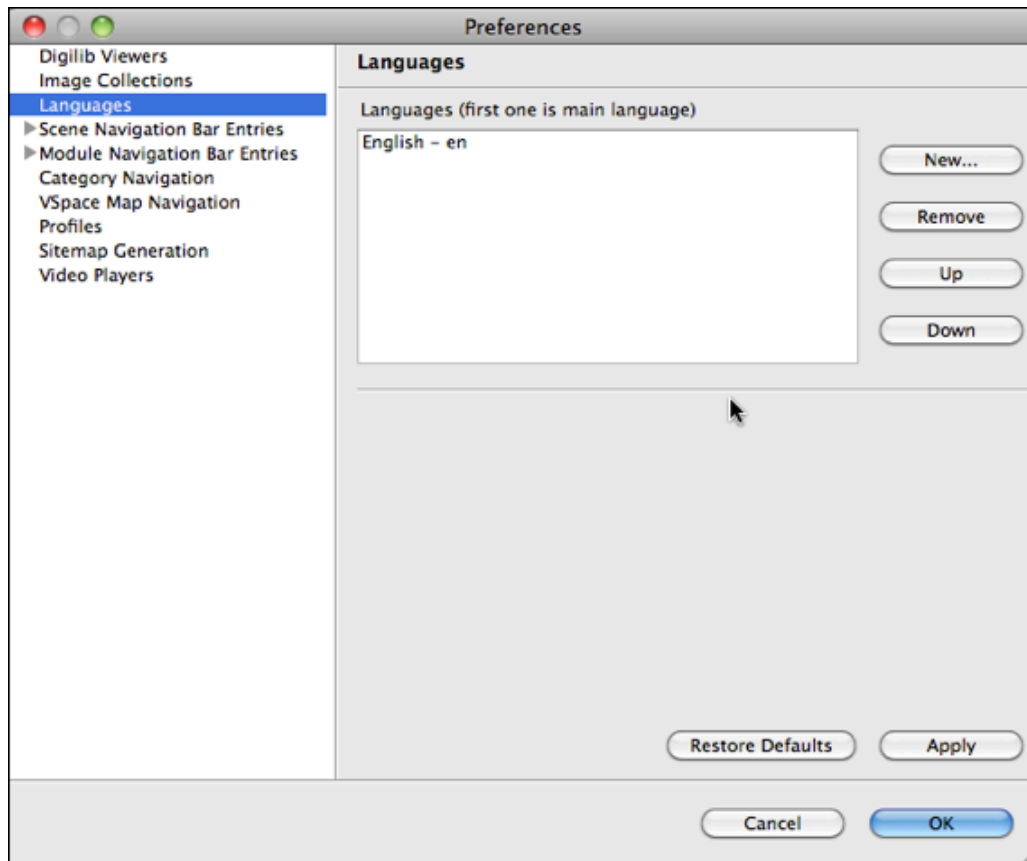 Preferences
Digilib Viewers
Image Collections
Languages
Scene Navigation Bar Entries
Module Navigation Bar Entries
Category Navigation
VSpace Map Navigation
Profiles
Sitemap Generation
Video Players
Languages
Languages (first one is main language)
English – en
New...
Remove
Up
Down
Restore Defaults
Apply
Cancel
OK